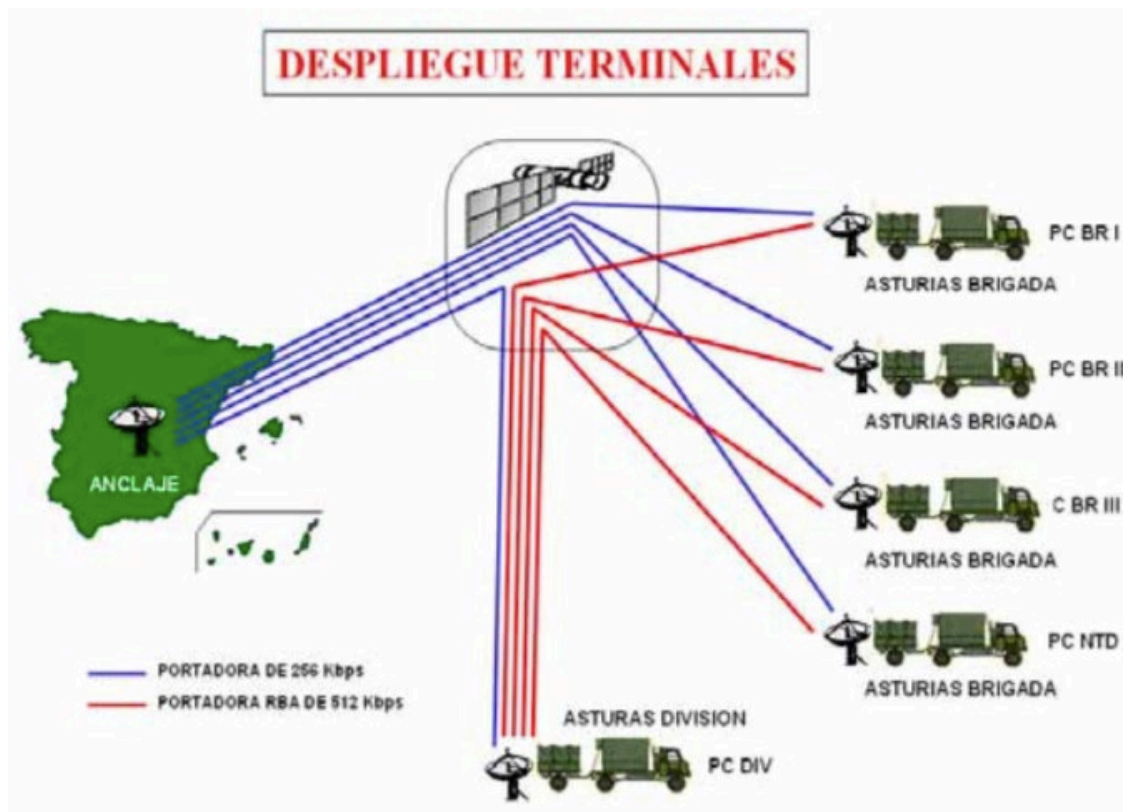 DESPLIEGUE TERMINALES
PC BR I
ASTURIAS BRIGADA
PC BR II
ASTURIAS BRIGADA
ANCLAJE
C BR III
ASTURIAS BRIGADA
PC NTD
ASTURIAS BRIGADA
PORTADORA DE 256 Kbps
PORTADORA RBA DE 512 Kbps
ASTURAS DIVISION
PC DIV